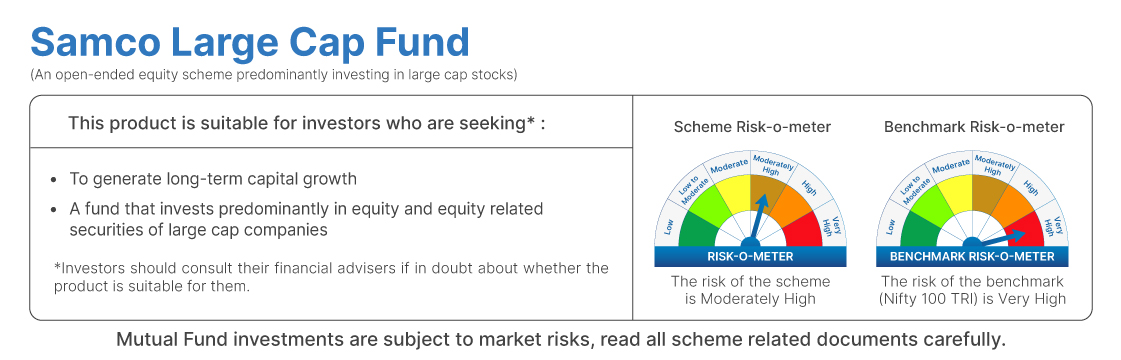 Samco Large Cap Fund
(An open-ended equity scheme predominantly investing in large cap stocks)
This product is suitable for investors who are seeking* :
• To generate long-term capital growth
• A fund that invests predominantly in equity and equity related
securities of large cap companies
*Investors should consult their financial advisers if in doubt about whether the
product is suitable for them.
Scheme Risk-o-meter
Low
Low to
Moderate
Moderate
Moderately
High
High
Very
High
RISK-O-METER
The risk of the scheme
is Moderately High
Benchmark Risk-o-meter
Low
Low to
Moderate
Moderate
Moderately
High
High
Very
High
BENCHMARK RISK-O-METER
The risk of the benchmark
(Nifty 100 TRI) is Very High
Mutual Fund investments are subject to market risks, read all scheme related documents carefully.